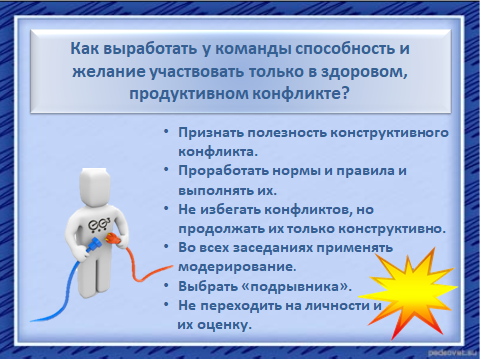 Как выработать у команды способность и
желание участвовать только в здоровом,
продуктивном конфликте?
• Признать полезность конструктивного
конфликта.
• Проработать нормы и правила и
выполнять их.
• Не избегать конфликтов, но
продолжать их только конструктивно.
• Во всех заседаниях применять
модерирование.
• Выбрать «подрывника».
• Не переходить на личности и
их оценку.
pedsovet.su